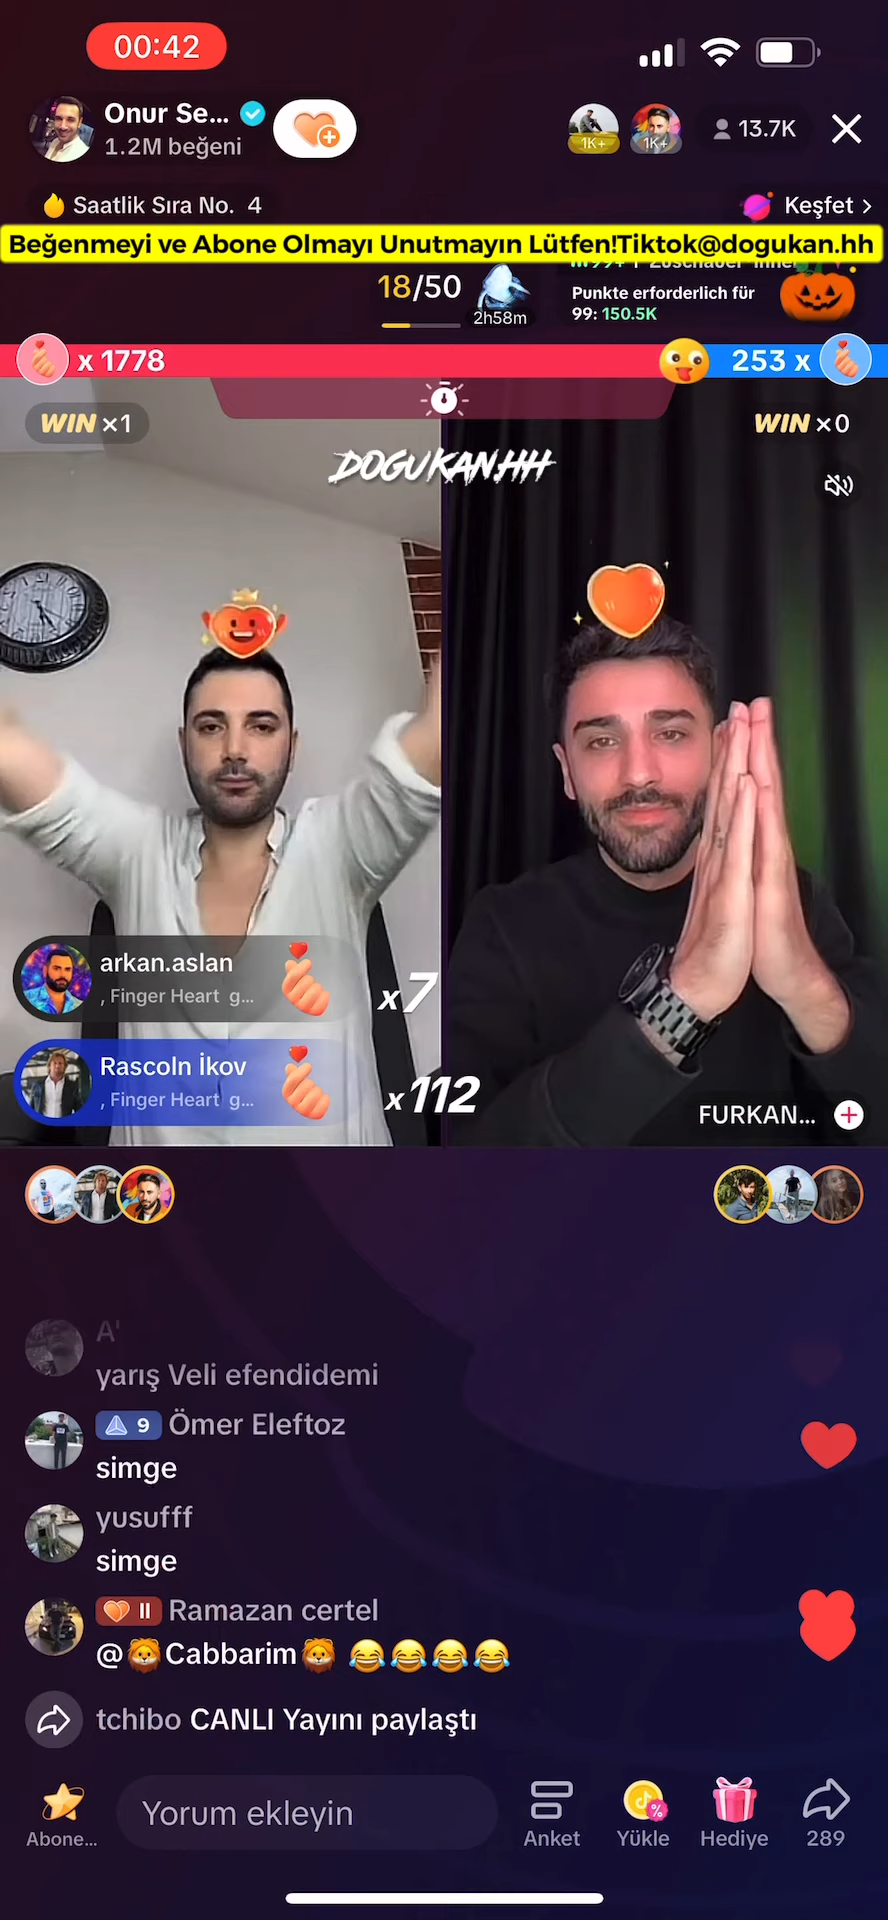 00:42
Onur Se...
1.2M beğeni
1K+
1K+
13.7K
Saatlik Sıra No. 4
Keşfet >
Beğenmeyi ve Abone Olmayı Unutmayın Lütfen!Tiktok@dogukan.hh
18/50
2h58m
Punkte erforderlich für
99: 150.5K
x 1778
253 x
WIN x1
WIN x0
DOGUKAN.HH
arkan.aslan
, Finger Heart g...
x7
Rascoln İkov
, Finger Heart g...
x112
FURKAN...
A'
yarış Veli efendidemi
9 Ömer Eleftoz
simge
yusufff
simge
II Ramazan certel
@🦁Cabbarim🦁 😂😂😂😂
tchibo CANLI Yayını paylaştı
Abone...
Yorum ekleyin
Anket
Yükle
Hediye
289